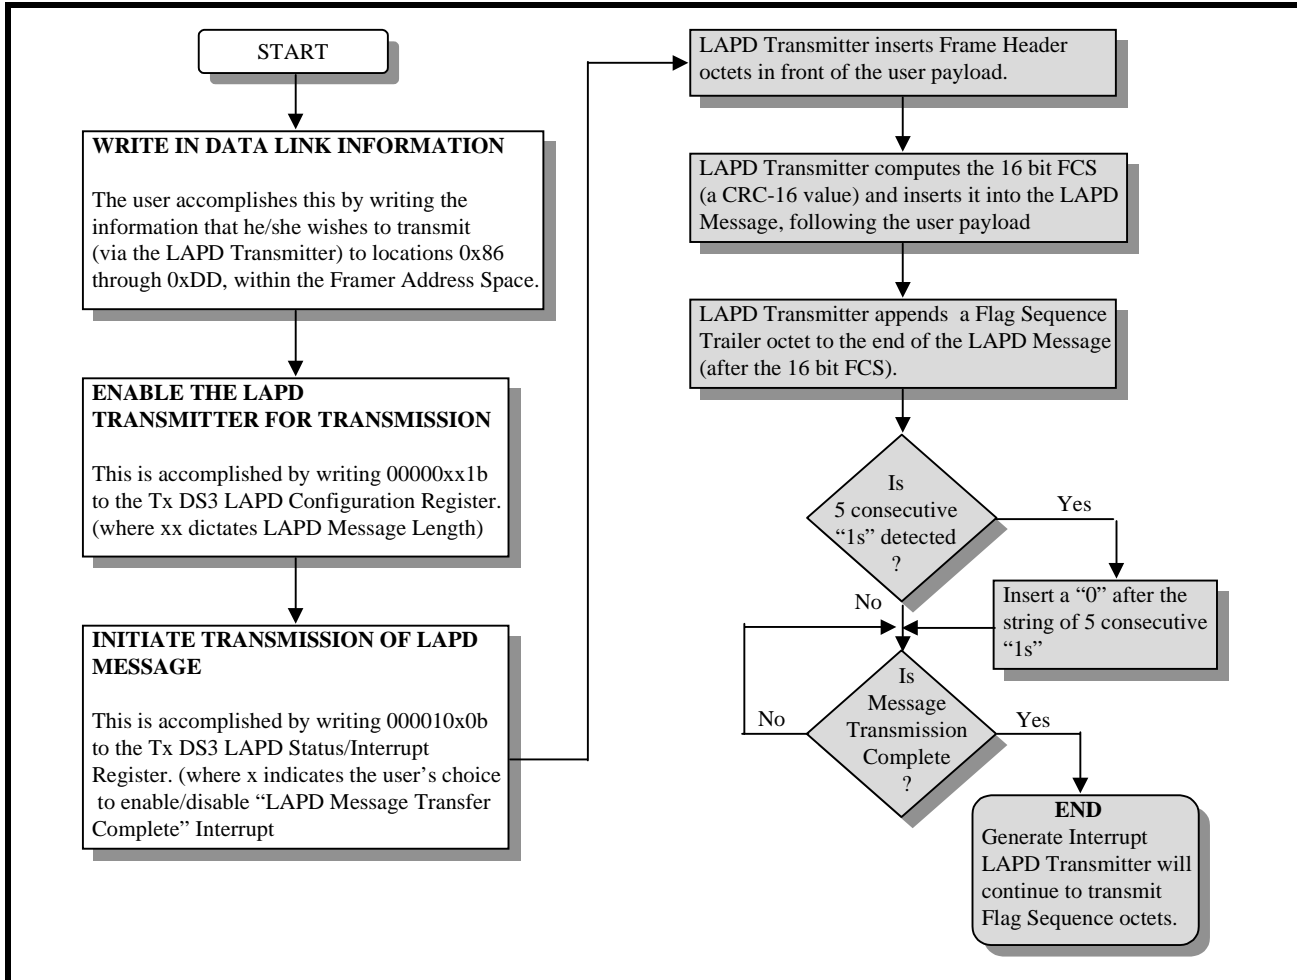 START
WRITE IN DATA LINK INFORMATION
The user accomplishes this by writing the
information that he/she wishes to transmit
(via the LAPD Transmitter) to locations 0x86
through 0xDD, within the Framer Address Space.
ENABLE THE LAPD
TRANSMITTER FOR TRANSMISSION
This is accomplished by writing 00000xx1b
to the Tx DS3 LAPD Configuration Register.
(where xx dictates LAPD Message Length)
INITIATE TRANSMISSION OF LAPD
MESSAGE
This is accomplished by writing 000010x0b
to the Tx DS3 LAPD Status/Interrupt
Register. (where x indicates the user’s choice
to enable/disable “LAPD Message Transfer
Complete” Interrupt
LAPD Transmitter inserts Frame Header
octets in front of the user payload.
LAPD Transmitter computes the 16 bit FCS
(a CRC-16 value) and inserts it into the LAPD
Message, following the user payload
LAPD Transmitter appends a Flag Sequence
Trailer octet to the end of the LAPD Message
(after the 16 bit FCS).
Is
5 consecutive
“1s” detected
?
Yes
No
Insert a “0” after the
string of 5 consecutive
“1s”
Is
Message
Transmission
Complete
?
No
Yes
END
Generate Interrupt
LAPD Transmitter will
continue to transmit
Flag Sequence octets.